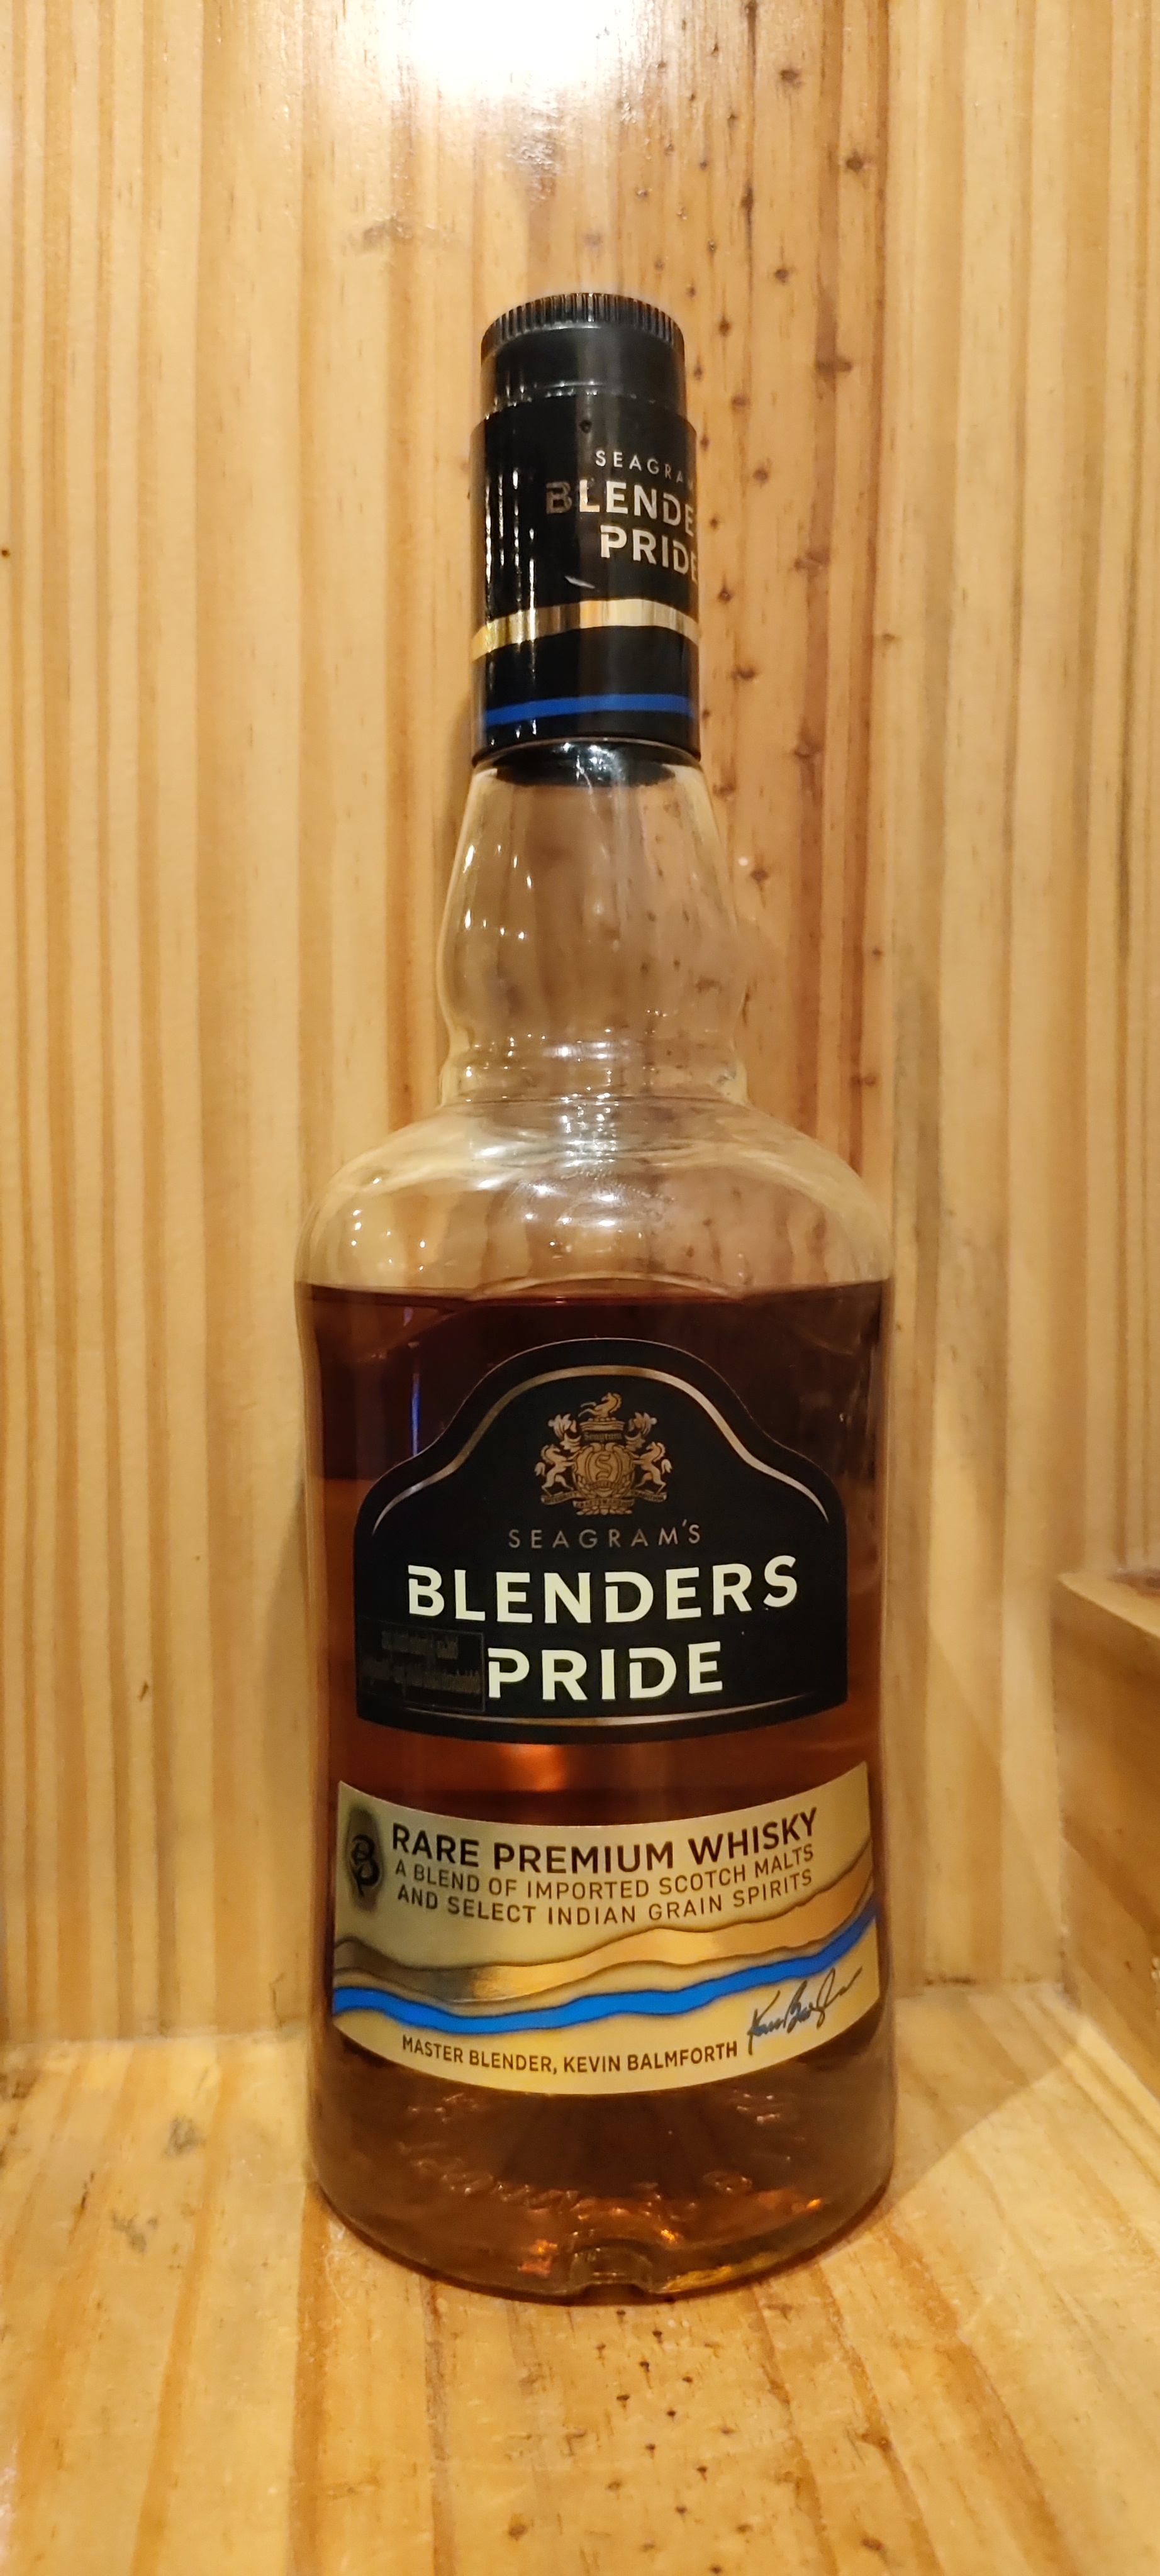 SEAGRA
BLENDE
PRIDE
Seagram
S
SEAGRAM'S
BLENDERS
PRIDE
B
RARE PREMIUM WHISKY
A BLEND OF IMPORTED SCOTCH MALTS
AND SELECT INDIAN GRAIN SPIRITS
MASTER BLENDER, KEVIN BALMFORTH